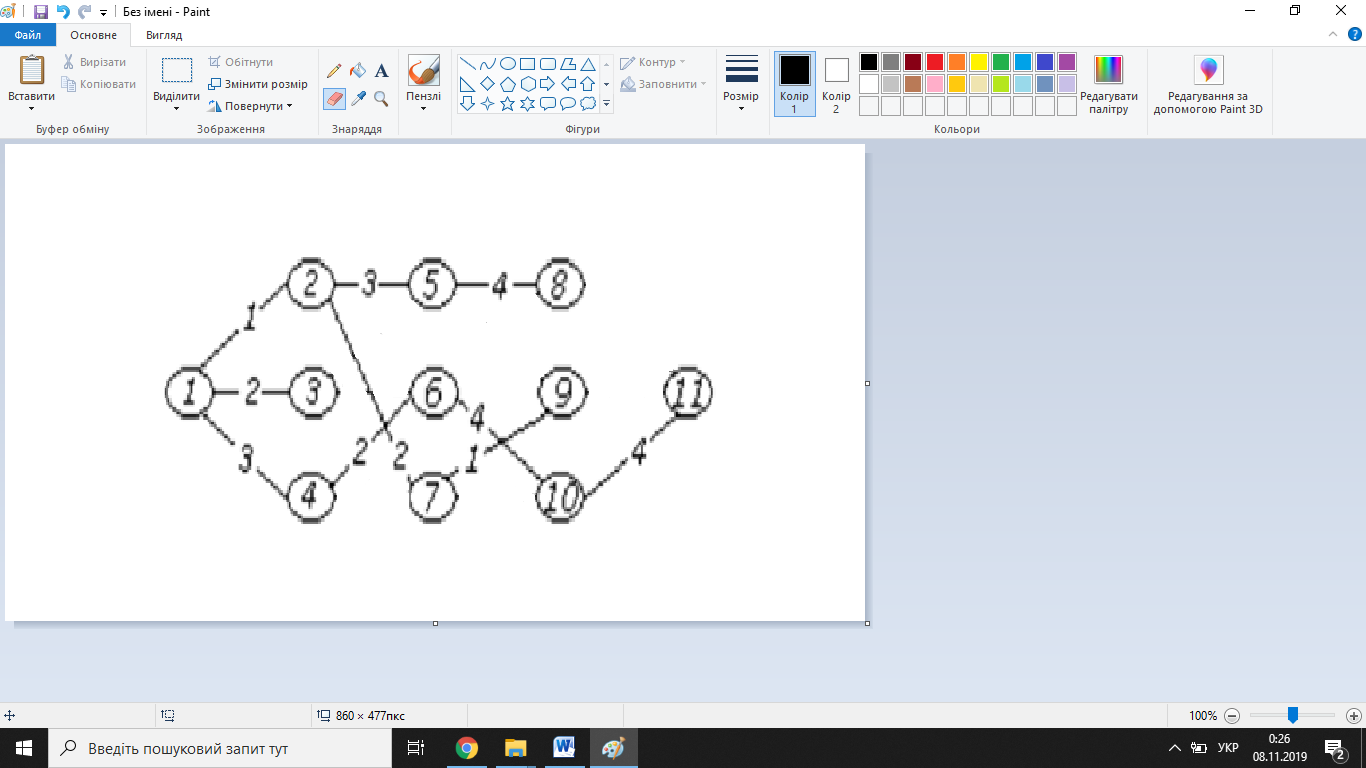 Без імені - Paint
Файл Основне Вигляд
Вставити
Вирізати
Копіювати
Буфер обміну
Виділити
Обітнути
Змінити розмір
Повернути
Зображення
A
Знаряддя
Пензлі
Контур
Заповнити
Фігури
Розмір
Колір 1
Колір 2
Редагувати палітру
Кольори
Редагування за допомогою Paint 3D
2 3 5 4 8
1
1 2 3 6 9 11
4
3 2 2 1 4
4 7 10
860 × 477пкс 100%
Введіть пошуковий запит тут
УКР
0:26
08.11.2019
2